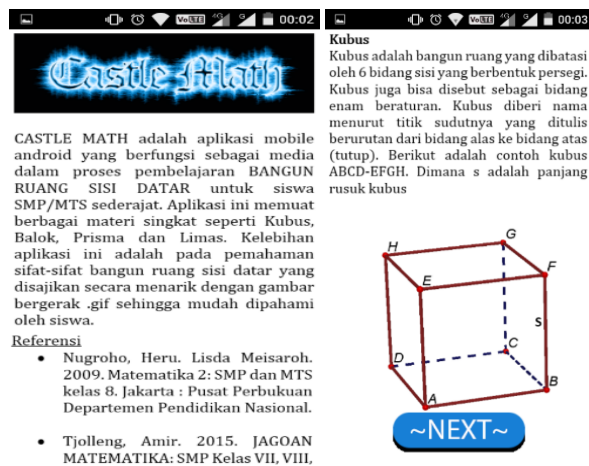 VoLTE 4G 00:02
Castle Math
CASTLE MATH adalah aplikasi mobile
android yang berfungsi sebagai media
dalam proses pembelajaran BANGUN
RUANG SISI DATAR untuk siswa
SMP/MTS sederajat. Aplikasi ini memuat
berbagai materi singkat seperti Kubus,
Balok, Prisma dan Limas. Kelebihan
aplikasi ini adalah pada pemahaman
sifat-sifat bangun ruang sisi datar yang
disajikan secara menarik dengan gambar
bergerak .gif sehingga mudah dipahami
oleh siswa.
Referensi
• Nugroho, Heru. Lisda Meisaroh.
2009. Matematika 2: SMP dan MTS
kelas 8. Jakarta : Pusat Perbukuan
Departemen Pendidikan Nasional.
• Tjolleng, Amir. 2015. JAGOAN
MATEMATIKA: SMP Kelas VII, VIII,
VoLTE 4G 00:03
Kubus
Kubus adalah bangun ruang yang dibatasi
oleh 6 bidang sisi yang berbentuk persegi.
Kubus juga bisa disebut sebagai bidang
enam beraturan. Kubus diberi nama
menurut titik sudutnya yang ditulis
berurutan dari bidang alas ke bidang atas
(tutup). Berikut adalah contoh kubus
ABCD-EFGH. Dimana s adalah panjang
rusuk kubus
G
H
F
E
S
C
D
B
A
~NEXT~